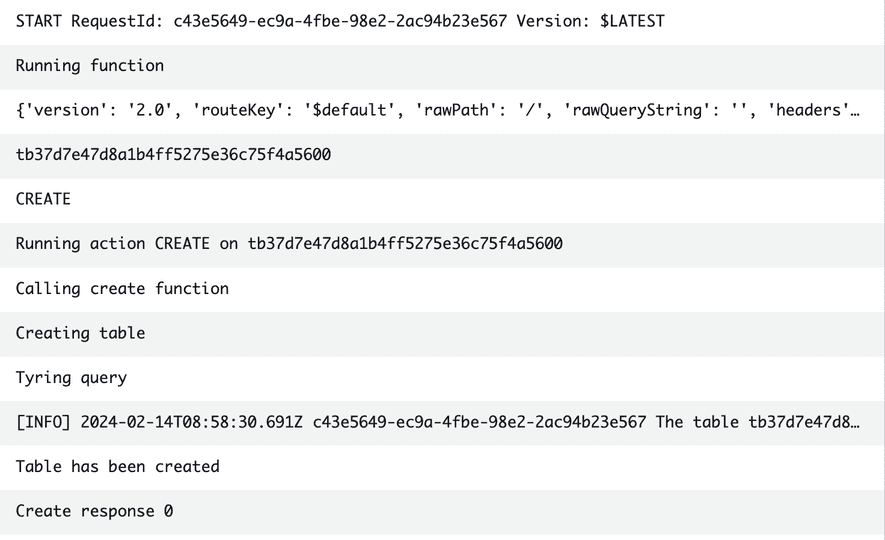 START RequestId: c43e5649-ec9a-4fbe-98e2-2ac94b23e567 Version: $LATEST
Running function
{'version': '2.0', 'routeKey': '$default', 'rawPath': '/', 'rawQueryString': '', 'headers'…
tb37d7e47d8a1b4ff5275e36c75f4a5600
CREATE
Running action CREATE on tb37d7e47d8a1b4ff5275e36c75f4a5600
Calling create function
Creating table
Tyring query
[INFO] 2024-02-14T08:58:30.691Z c43e5649-ec9a-4fbe-98e2-2ac94b23e567 The table tb37d7e47d8…
Table has been created
Create response 0